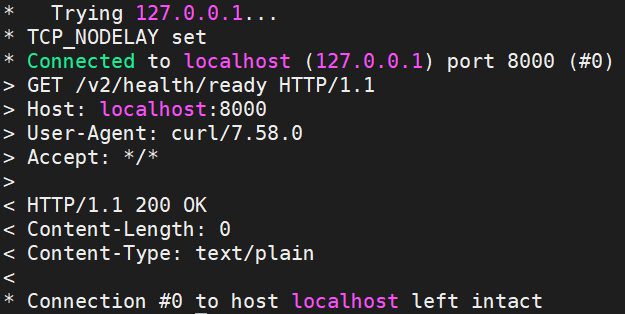 *   Trying 127.0.0.1...
* TCP_NODELAY set
* Connected to localhost (127.0.0.1) port 8000 (#0)
> GET /v2/health/ready HTTP/1.1
> Host: localhost:8000
> User-Agent: curl/7.58.0
> Accept: */*
>
< HTTP/1.1 200 OK
< Content-Length: 0
< Content-Type: text/plain
<
* Connection #0 to host localhost left intact